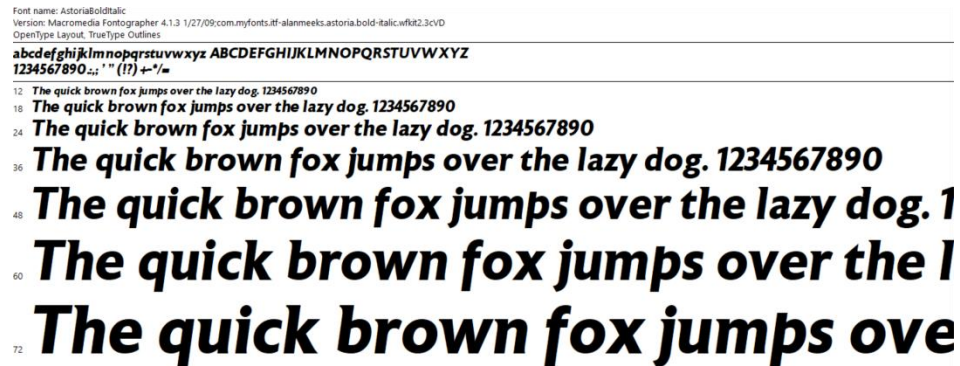 Font name: AstoriaBoldItalic
Version: Macromedia Fontographer 4.1.3 1/27/09;com.myfonts.itf-alanmeeks.astoria.bold-italic.wfkit2.3cVD
OpenType Layout, TrueType Outlines
abcdefghijklmnopqrstuvwxyz ABCDEFGHIJKLMNOPQRSTUVWXYZ
1234567890.:,; ' " (!?) +-*/=
12 The quick brown fox jumps over the lazy dog. 1234567890
18 The quick brown fox jumps over the lazy dog. 1234567890
24 The quick brown fox jumps over the lazy dog. 1234567890
36 The quick brown fox jumps over the lazy dog. 1234567890
48 The quick brown fox jumps over the lazy dog. 1
60 The quick brown fox jumps over the l
72 The quick brown fox jumps ove